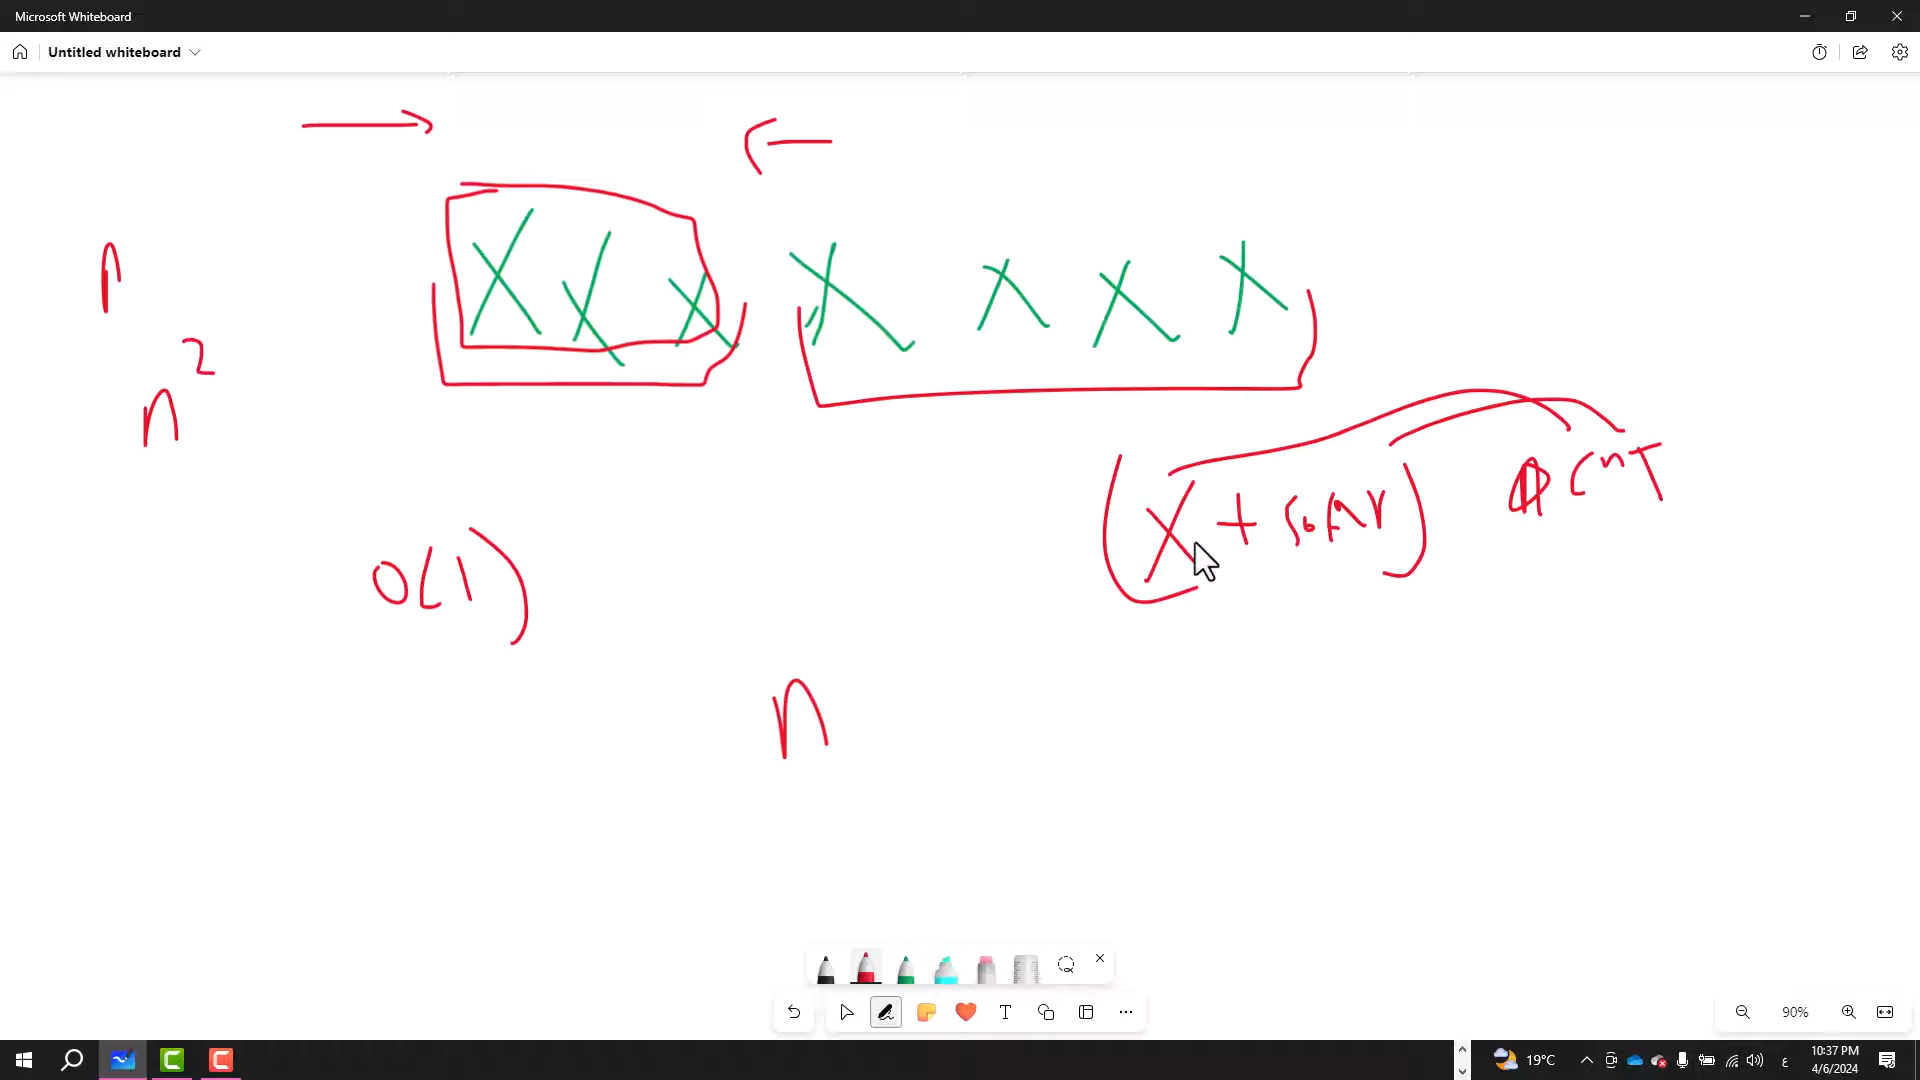 Microsoft Whiteboard
Untitled whiteboard
X X X X X X X
n
n²
(X + sofar) cnt
O(1)
n
90%
19°C
ع
10:37 PM
4/6/2024